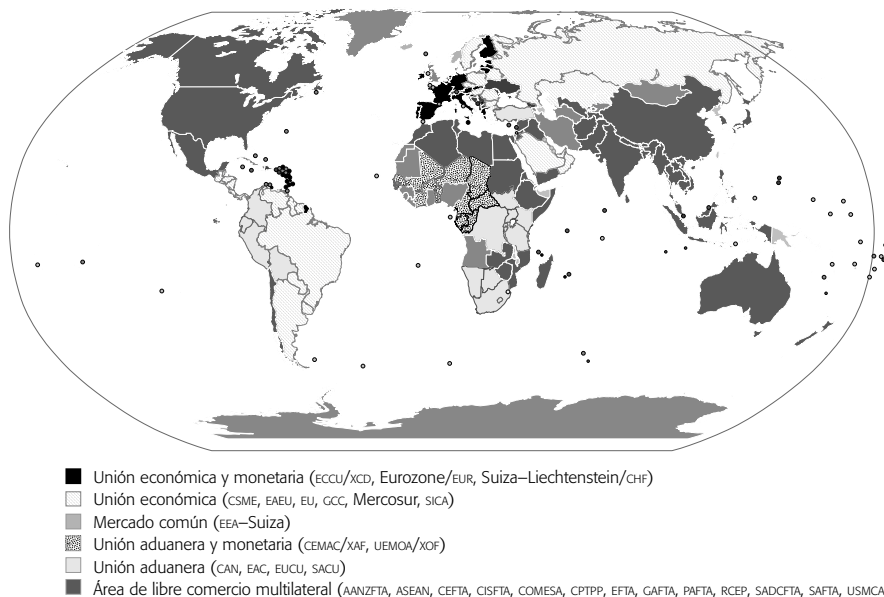 Unión económica y monetaria (ECCU/XCD, Eurozone/EUR, Suiza–Liechtenstein/CHF)
Unión económica (CSME, EAEU, EU, GCC, Mercosur, SICA)
Mercado común (EEA–Suiza)
Unión aduanera y monetaria (CEMAC/XAF, UEMOA/XOF)
Unión aduanera (CAN, EAC, EUCU, SACU)
Área de libre comercio multilateral (AANZFTA, ASEAN, CEFTA, CISFTA, COMESA, CPTPP, EFTA, GAFTA, PAFTA, RCEP, SADCFTA, SAFTA, USMCA